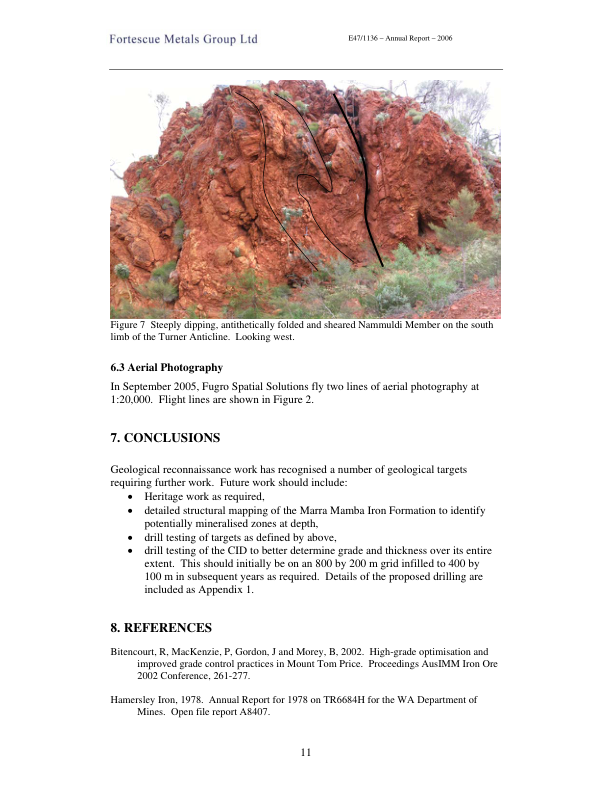 Fortescue Metals Group Ltd
E47/1136 – Annual Report – 2006
Figure 7  Steeply dipping, antithetically folded and sheared Nammuldi Member on the south
limb of the Turner Anticline.  Looking west.
6.3 Aerial Photography
In September 2005, Fugro Spatial Solutions fly two lines of aerial photography at
1:20,000.  Flight lines are shown in Figure 2.
7. CONCLUSIONS
Geological reconnaissance work has recognised a number of geological targets
requiring further work.  Future work should include:
• Heritage work as required,
• detailed structural mapping of the Marra Mamba Iron Formation to identify
potentially mineralised zones at depth,
• drill testing of targets as defined by above,
• drill testing of the CID to better determine grade and thickness over its entire
extent.  This should initially be on an 800 by 200 m grid infilled to 400 by
100 m in subsequent years as required.  Details of the proposed drilling are
included as Appendix 1.
8. REFERENCES
Bitencourt, R, MacKenzie, P, Gordon, J and Morey, B, 2002.  High-grade optimisation and
improved grade control practices in Mount Tom Price.  Proceedings AusIMM Iron Ore
2002 Conference, 261-277.
Hamersley Iron, 1978.  Annual Report for 1978 on TR6684H for the WA Department of
Mines.  Open file report A8407.
11